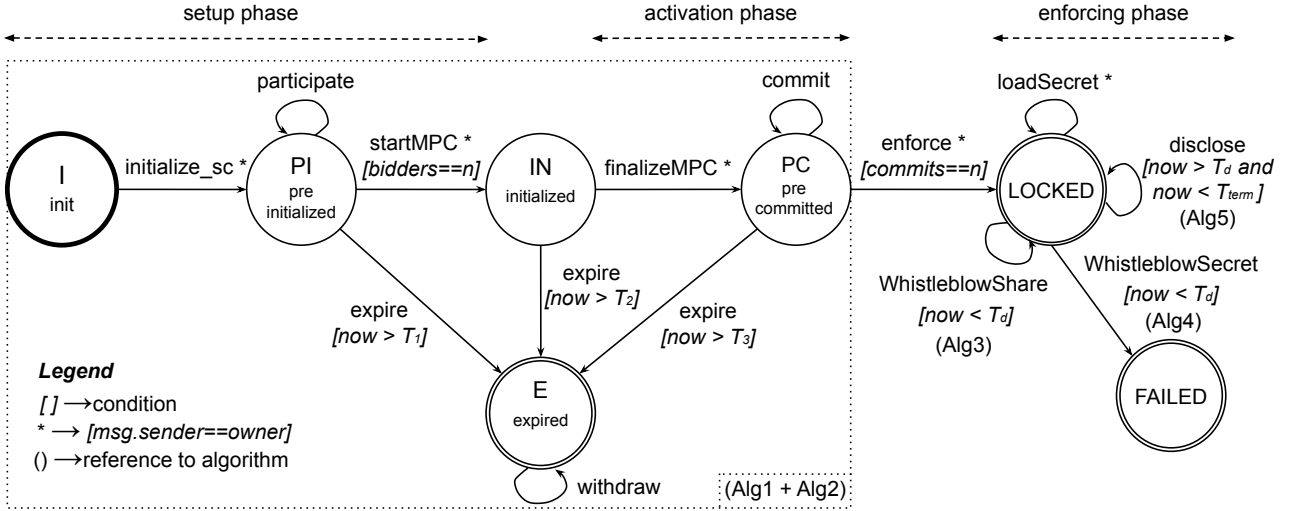 setup phase
activation phase
enforcing phase
participate
commit
loadSecret *
I
init
initialize_sc *
PI
pre
initialized
startMPC *
[bidders==n]
IN
initialized
finalizeMPC *
PC
pre
committed
enforce *
[commits==n]
LOCKED
disclose
[now > Td and
now < Tterm ]
(Alg5)
expire
[now > T1]
expire
[now > T2]
expire
[now > T3]
WhistleblowShare
[now < Td]
(Alg3)
WhistleblowSecret
[now < Td]
(Alg4)
E
expired
FAILED
withdraw
Legend
[ ] → condition
* → [msg.sender==owner]
() → reference to algorithm
(Alg1 + Alg2)